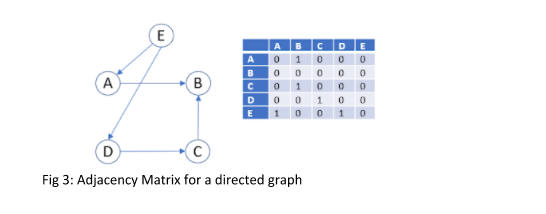 E
A
B
D
C
A B C D E
A 0 1 0 0 0
B 0 0 0 0 0
C 0 1 0 0 0
D 0 0 1 0 0
E 1 0 0 1 0
Fig 3: Adjacency Matrix for a directed graph